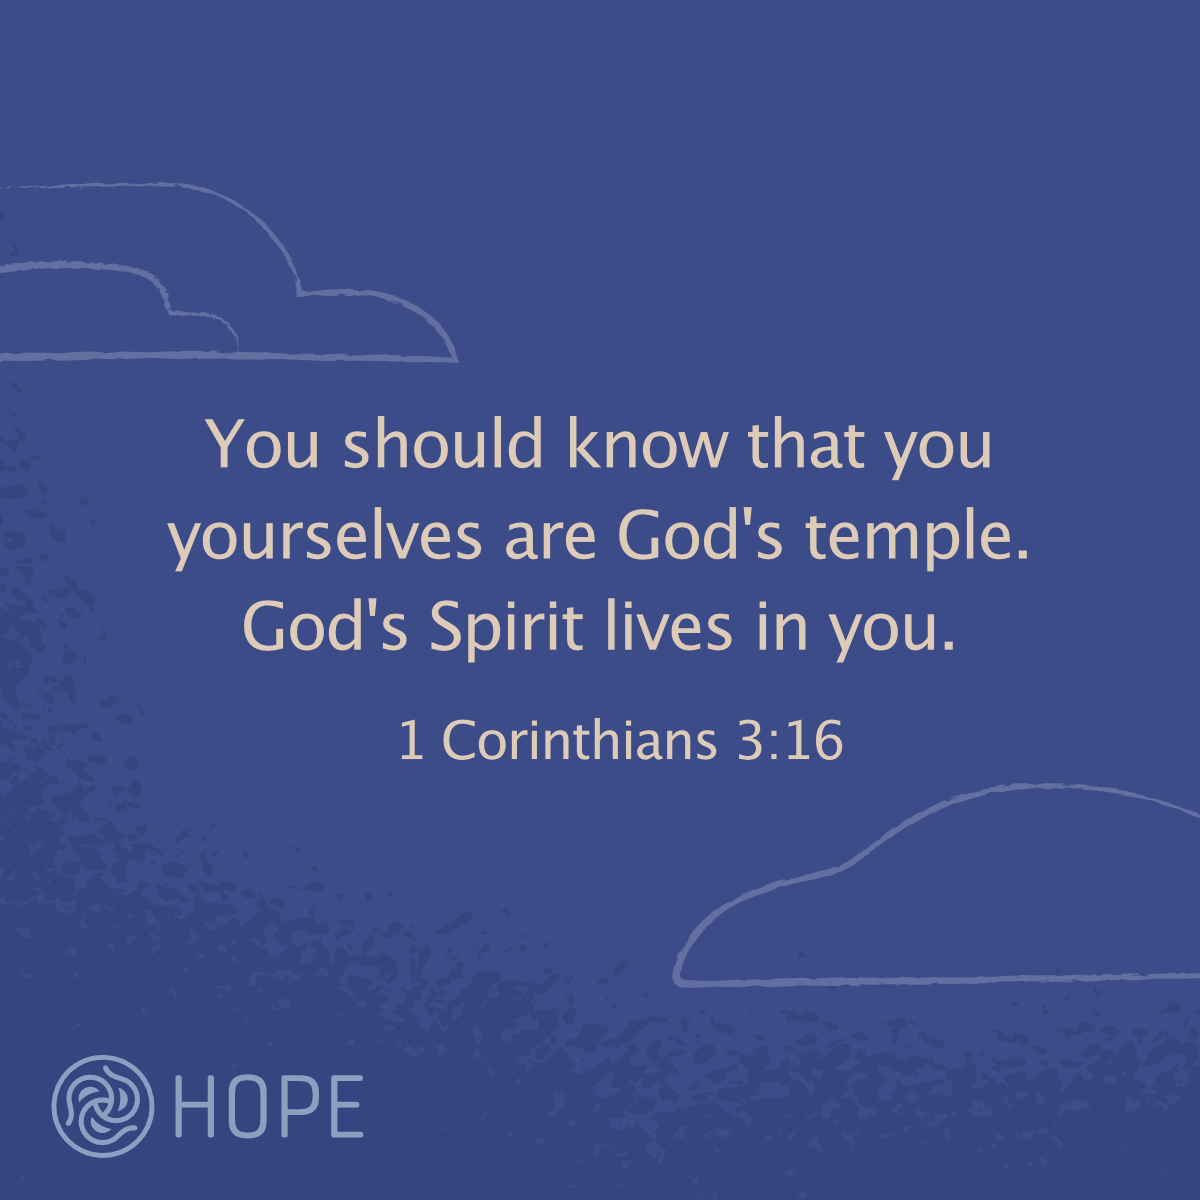 You should know that you
yourselves are God's temple.
God's Spirit lives in you.
1 Corinthians 3:16
HOPE